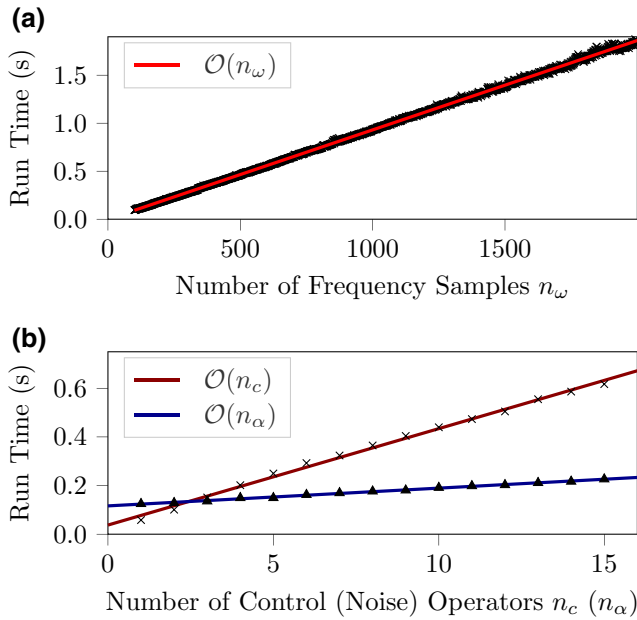 (a)
Run Time (s)
1.5
1.0
0.5
0.0
𝒪(n_ω)
0 500 1000 1500
Number of Frequency Samples n_ω
(b)
Run Time (s)
0.6
0.4
0.2
0.0
𝒪(n_c)
𝒪(n_α)
0 5 10 15
Number of Control (Noise) Operators n_c (n_α)